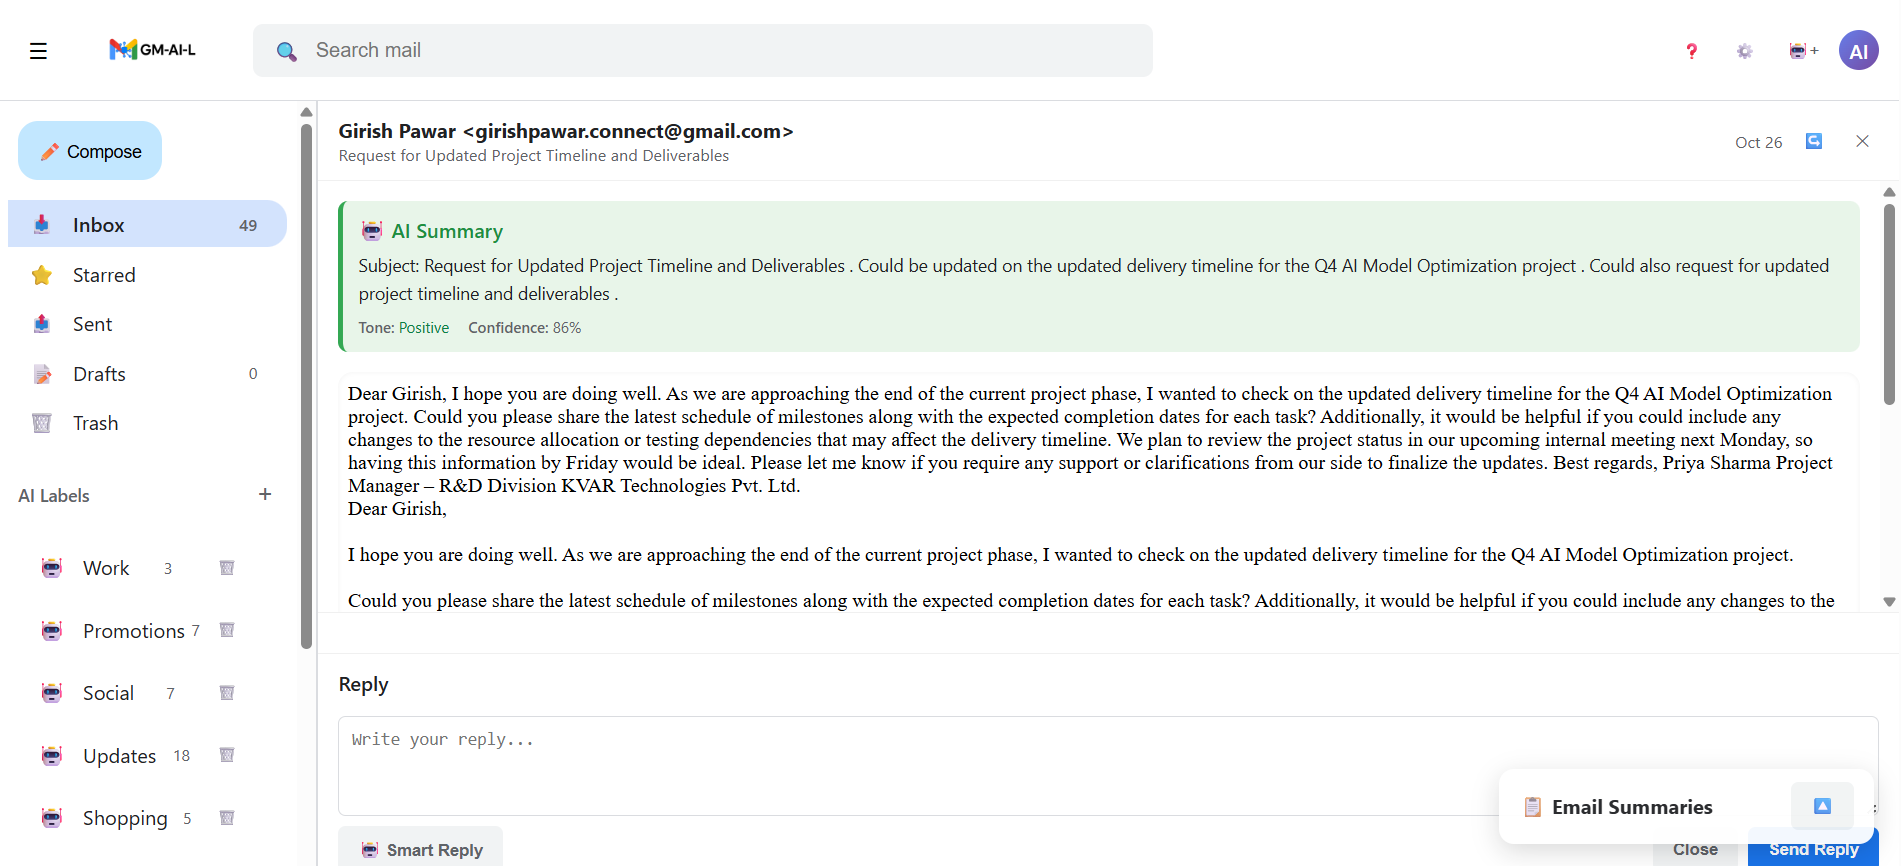 GM-AI-L
Search mail
+
AI
Compose
Inbox 49
Starred
Sent
Drafts 0
Trash
AI Labels +
Work 3
Promotions 7
Social 7
Updates 18
Shopping 5
Girish Pawar <girishpawar.connect@gmail.com>
Request for Updated Project Timeline and Deliverables
Oct 26
AI Summary
Subject: Request for Updated Project Timeline and Deliverables . Could be updated on the updated delivery timeline for the Q4 AI Model Optimization project . Could also request for updated
project timeline and deliverables .
Tone: Positive Confidence: 86%
Dear Girish, I hope you are doing well. As we are approaching the end of the current project phase, I wanted to check on the updated delivery timeline for the Q4 AI Model Optimization
project. Could you please share the latest schedule of milestones along with the expected completion dates for each task? Additionally, it would be helpful if you could include any
changes to the resource allocation or testing dependencies that may affect the delivery timeline. We plan to review the project status in our upcoming internal meeting next Monday, so
having this information by Friday would be ideal. Please let me know if you require any support or clarifications from our side to finalize the updates. Best regards, Priya Sharma Project
Manager – R&D Division KVAR Technologies Pvt. Ltd.
Dear Girish,
I hope you are doing well. As we are approaching the end of the current project phase, I wanted to check on the updated delivery timeline for the Q4 AI Model Optimization project.
Could you please share the latest schedule of milestones along with the expected completion dates for each task? Additionally, it would be helpful if you could include any changes to the
Reply
Write your reply...
Email Summaries
Smart Reply
Close
Send Reply